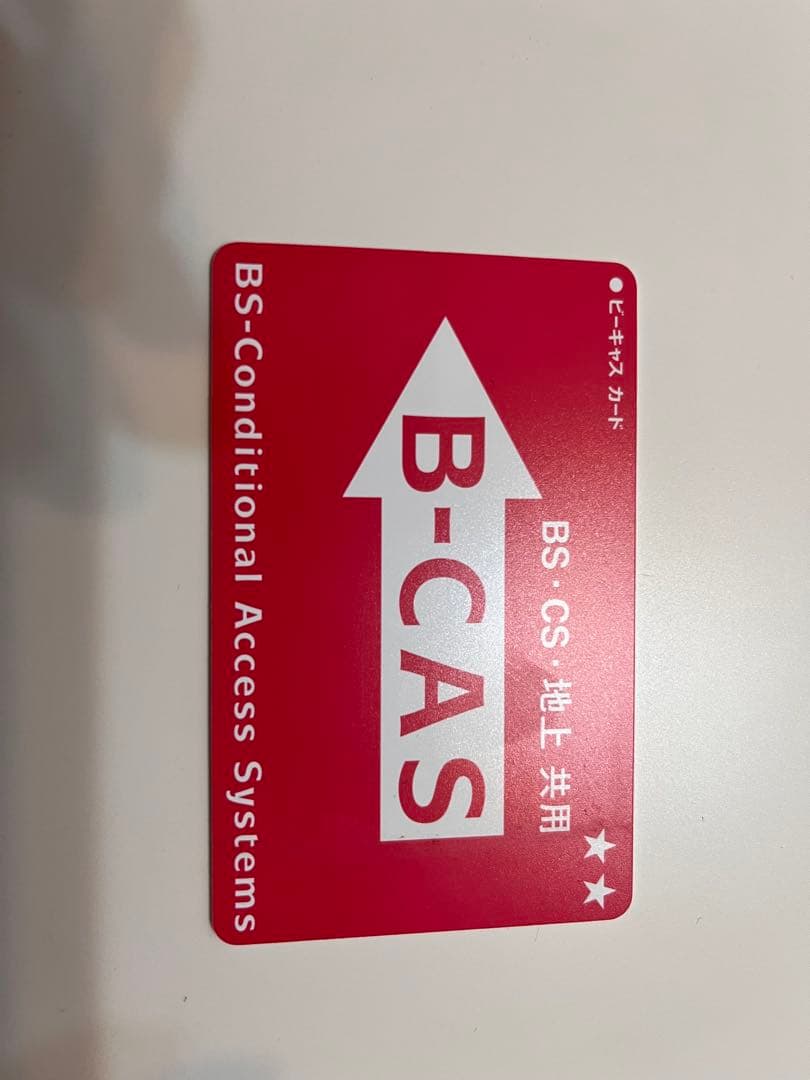 ●ビーキャス カード
BS・CS・地上 共用
★★
B-CAS
BS-Conditional Access Systems